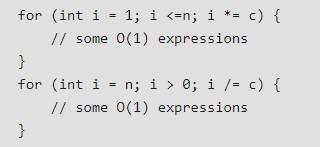 for (int i = 1; i <=n; i *= c) {
    // some O(1) expressions
}
for (int i = n; i > 0; i /= c) {
    // some O(1) expressions
}